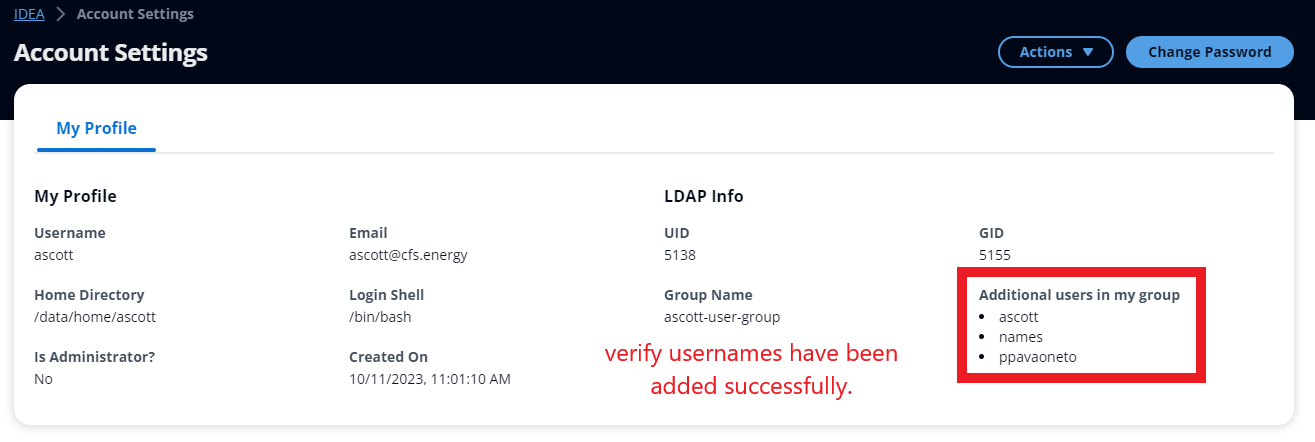 IDEA > Account Settings
Account Settings
Actions ▼
Change Password
My Profile
My Profile
LDAP Info
Username
Email
UID
GID
ascott
ascott@cfs.energy
5138
5155
Home Directory
Login Shell
Group Name
Additional users in my group
/data/home/ascott
/bin/bash
ascott-user-group
• ascott
• names
• ppavaoneto
Is Administrator?
Created On
No
10/11/2023, 11:01:10 AM
verify usernames have been
added successfully.